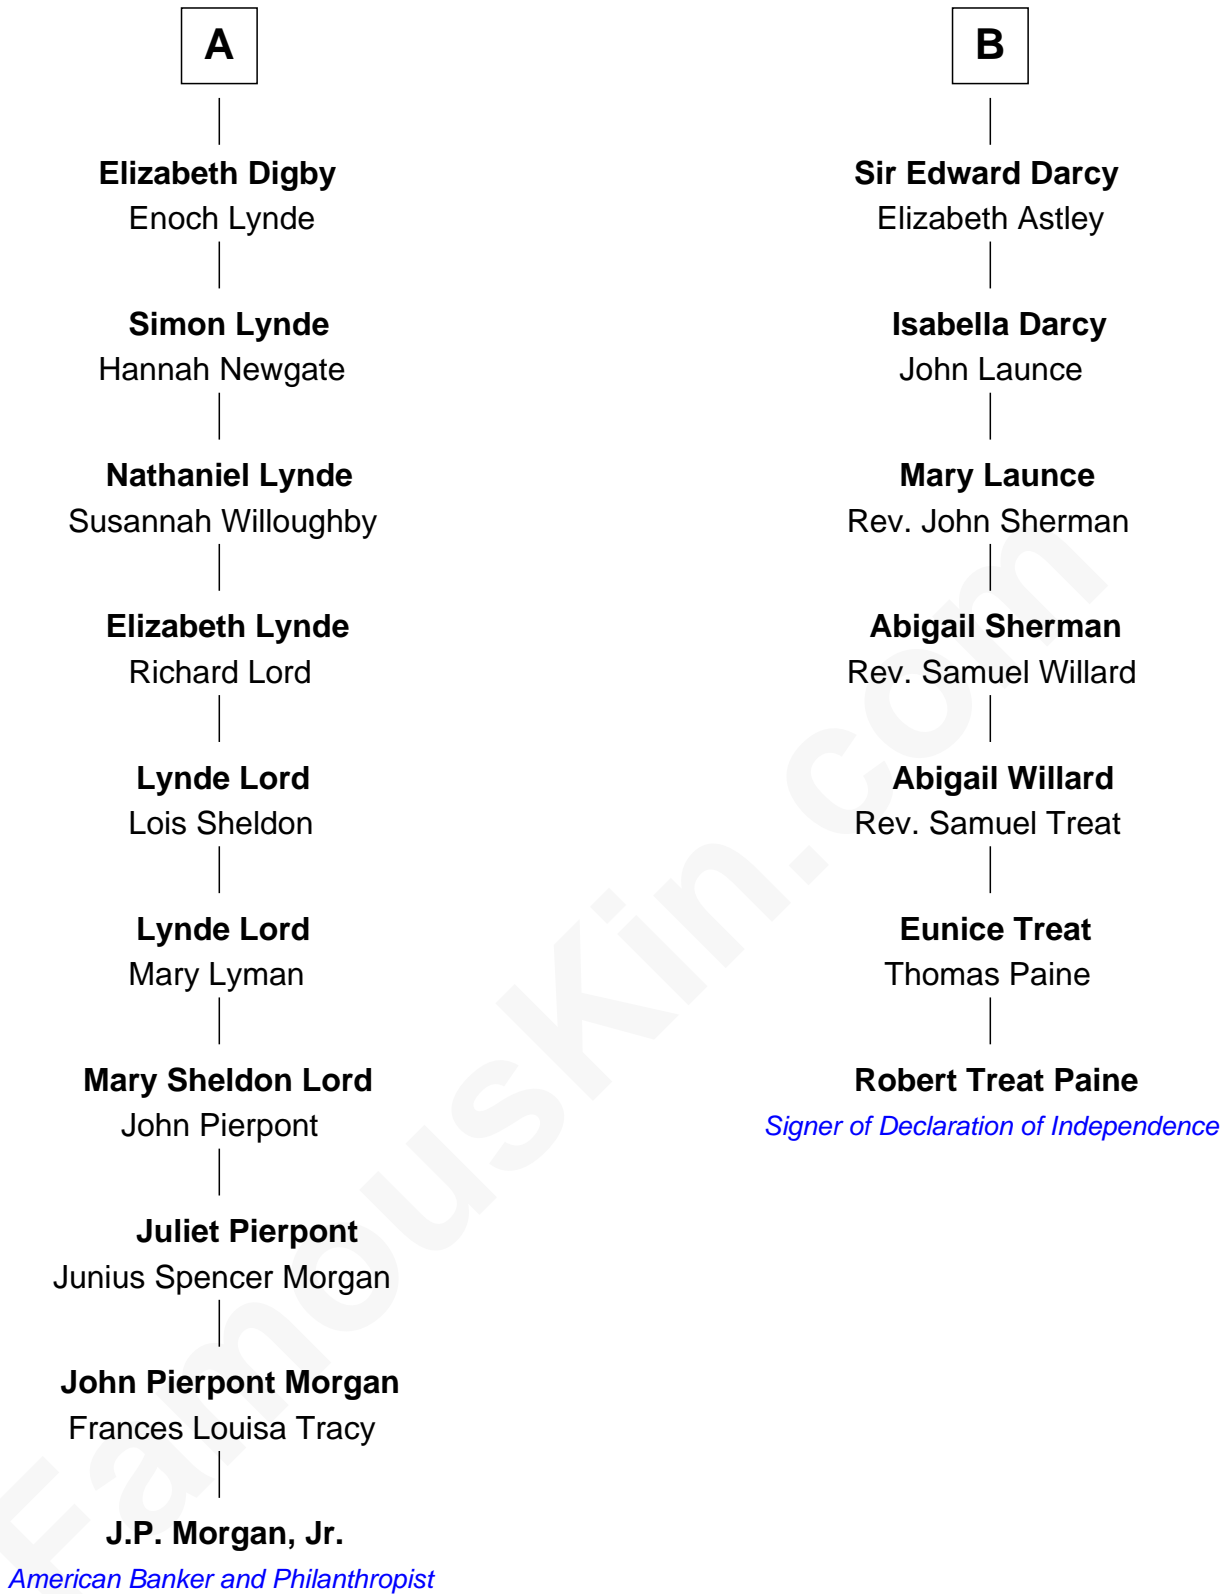 A
Elizabeth Digby
Enoch Lynde
Simon Lynde
Hannah Newgate
Nathaniel Lynde
Susannah Willoughby
Elizabeth Lynde
Richard Lord
Lynde Lord
Lois Sheldon
Lynde Lord
Mary Lyman
Mary Sheldon Lord
John Pierpont
Juliet Pierpont
Junius Spencer Morgan
John Pierpont Morgan
Frances Louisa Tracy
J.P. Morgan, Jr.
American Banker and Philanthropist
B
Sir Edward Darcy
Elizabeth Astley
Isabella Darcy
John Launce
Mary Launce
Rev. John Sherman
Abigail Sherman
Rev. Samuel Willard
Abigail Willard
Rev. Samuel Treat
Eunice Treat
Thomas Paine
Robert Treat Paine
Signer of Declaration of Independence
FamousKin.com